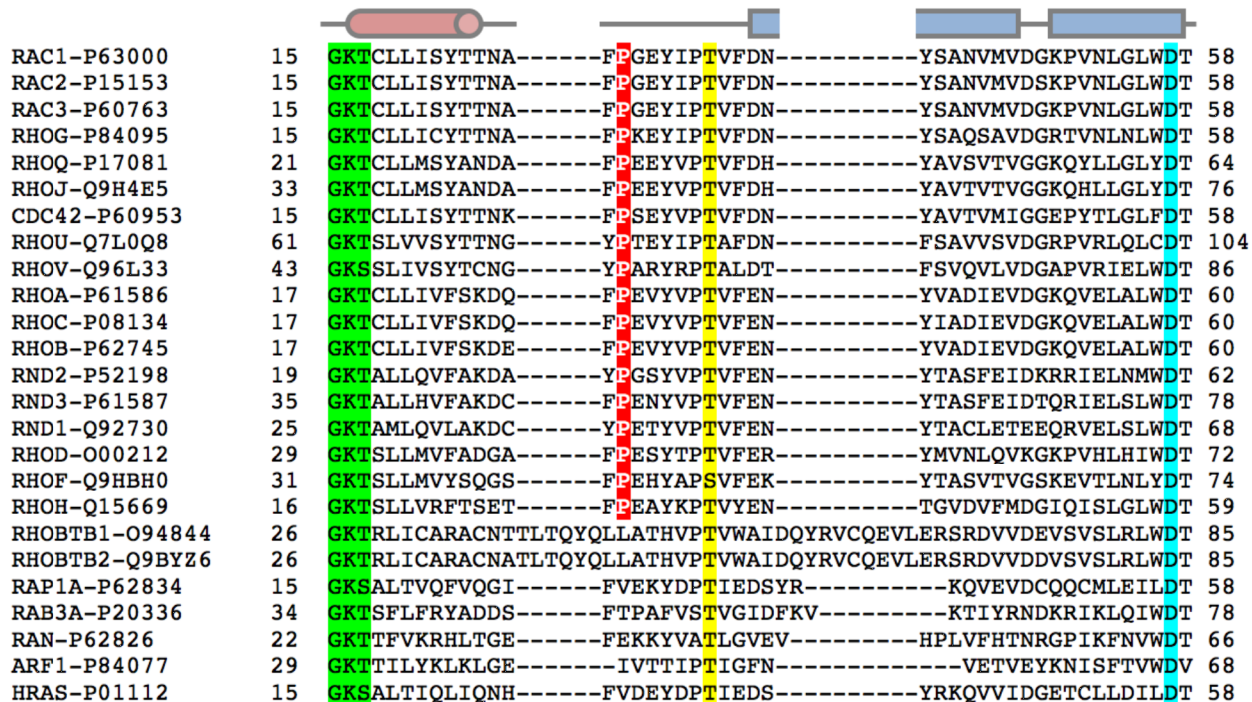 RAC1-P63000 15 GKTCLLISYTTNA------FPGEYIPTVFDN----------YSANVMVDGKPVNLGLWDT 58
RAC2-P15153 15 GKTCLLISYTTNA------FPGEYIPTVFDN----------YSANVMVDSKPVNLGLWDT 58
RAC3-P60763 15 GKTCLLISYTTNA------FPGEYIPTVFDN----------YSANVMVDGKPVNLGLWDT 58
RHOG-P84095 15 GKTCLLICYTTNA------FPKEYIPTVFDN----------YSAQSAVDGRTVNLNLWDT 58
RHOQ-P17081 21 GKTCLLMSYANDA------FPEEYVPTVFDH----------YAVSVTVGGKQYLLGLYDT 64
RHOJ-Q9H4E5 33 GKTCLLMSYANDA------FPEEYVPTVFDH----------YAVTVTVGGKQHLLGLYDT 76
CDC42-P60953 15 GKTCLLISYTTNK------FPSEYVPTVFDN----------YAVTVMIGGEPYTLGLFDT 58
RHOU-Q7L0Q8 61 GKTSLVVSYTTNG------YPTEYIPTAFDN----------FSAVVSVDGRPVRLQLCDT 104
RHOV-Q96L33 43 GKSSLIVSYTCNG------YPARYRPTALDT----------FSVQVLVDGAPVRIELWDT 86
RHOA-P61586 17 GKTCLLIVFSKDQ------FPEVYVPTVFEN----------YVADIEVDGKQVELALWDT 60
RHOC-P08134 17 GKTCLLIVFSKDQ------FPEVYVPTVFEN----------YIADIEVDGKQVELALWDT 60
RHOB-P62745 17 GKTCLLIVFSKDE------FPEVYVPTVFEN----------YVADIEVDGKQVELALWDT 60
RND2-P52198 19 GKTALLQVFAKDA------YPGSYVPTVFEN----------YTASFEIDKRRIELNMWDT 62
RND3-P61587 35 GKTALLHVFAKDC------FPENYVPTVFEN----------YTASFEIDTQRIELSLWDT 78
RND1-Q92730 25 GKTAMLQVLAKDC------YPETYVPTVFEN----------YTACLETEEQRVELSLWDT 68
RHOD-O00212 29 GKTSLLMVFADGA------FPESYTPTVFER----------YMVNLQVKGKPVHLHIWDT 72
RHOF-Q9HBH0 31 GKTSLLMVYSQGS------FPEHYAPSVFEK----------YTASVTVGSKEVTLNLYDT 74
RHOH-Q15669 16 GKTSLLVRFTSET------FPEAYKPTVYEN----------TGVDVFMDGIQISLGLWDT 59
RHOBTB1-O94844 26 GKTRLICARACNTTLTQYQLLATHVPTVWAIDQYRVCQEVLERSRDVVDEVSVSLRLWDT 85
RHOBTB2-Q9BYZ6 26 GKTRLICARACNATLTQYQLLATHVPTVWAIDQYRVCQEVLERSRDVVDDVSVSLRLWDT 85
RAP1A-P62834 15 GKSALTVQFVQGI------FVEKYDPTIEDSYR----------KQVEVDCQQCMLEILDT 58
RAB3A-P20336 34 GKTSFLFRYADDS------FTPAFVSTVGIDFKV---------KTIYRNDKRIKLQIWDT 78
RAN-P62826 22 GKTTFVKRHLTGE------FEKKYVATLGVEV---------HPLVFHTNRGPIKFNVWDT 66
ARF1-P84077 29 GKTTILYKLKLGE-------IVTTIPTIGFN-------------VETVEYKNISFTVWDV 68
HRAS-P01112 15 GKSALTIQLIQNH------FVDEYDPTIEDS----------YRKQVVIDGETCLLDILDT 58